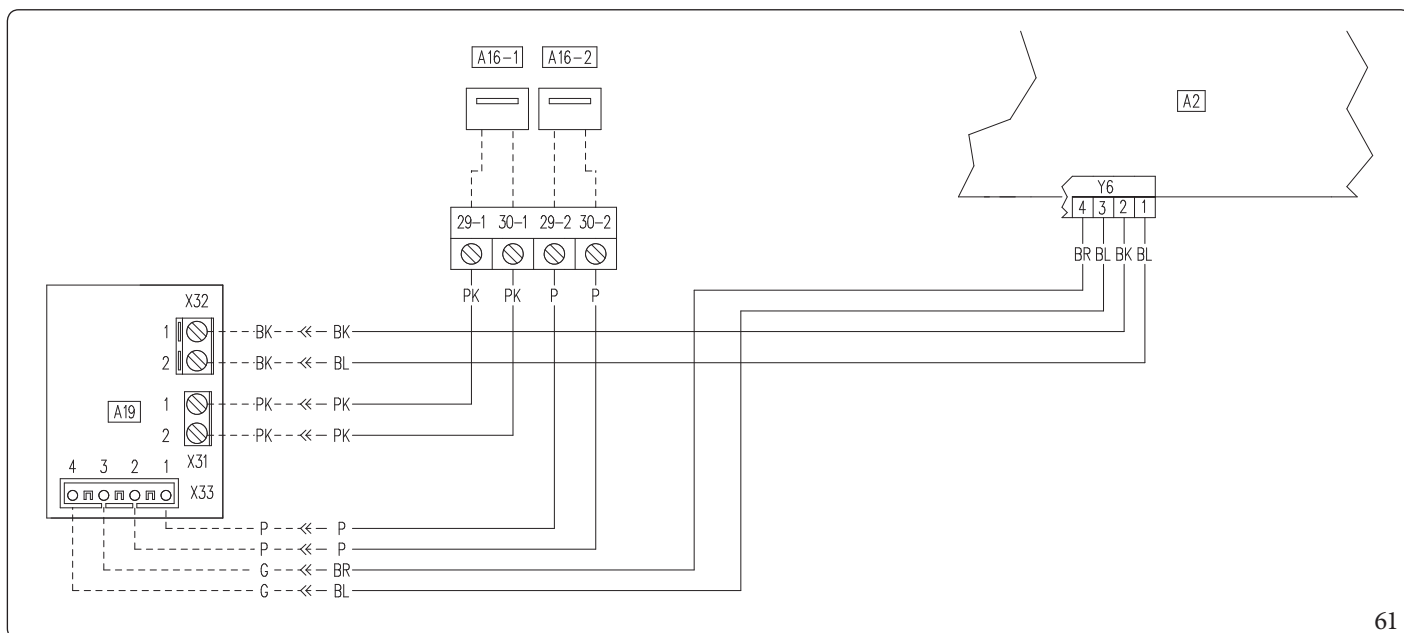 A16-1 A16-2
A2
Y6
4 3 2 1
BR BL BK BL
29-1 30-1 29-2 30-2
PK PK P P
X32
1 BK BK
2 BK BL
A19
1 PK PK
2 PK PK
X31
4 3 2 1
X33
P P
P P
G BR
G BL
61